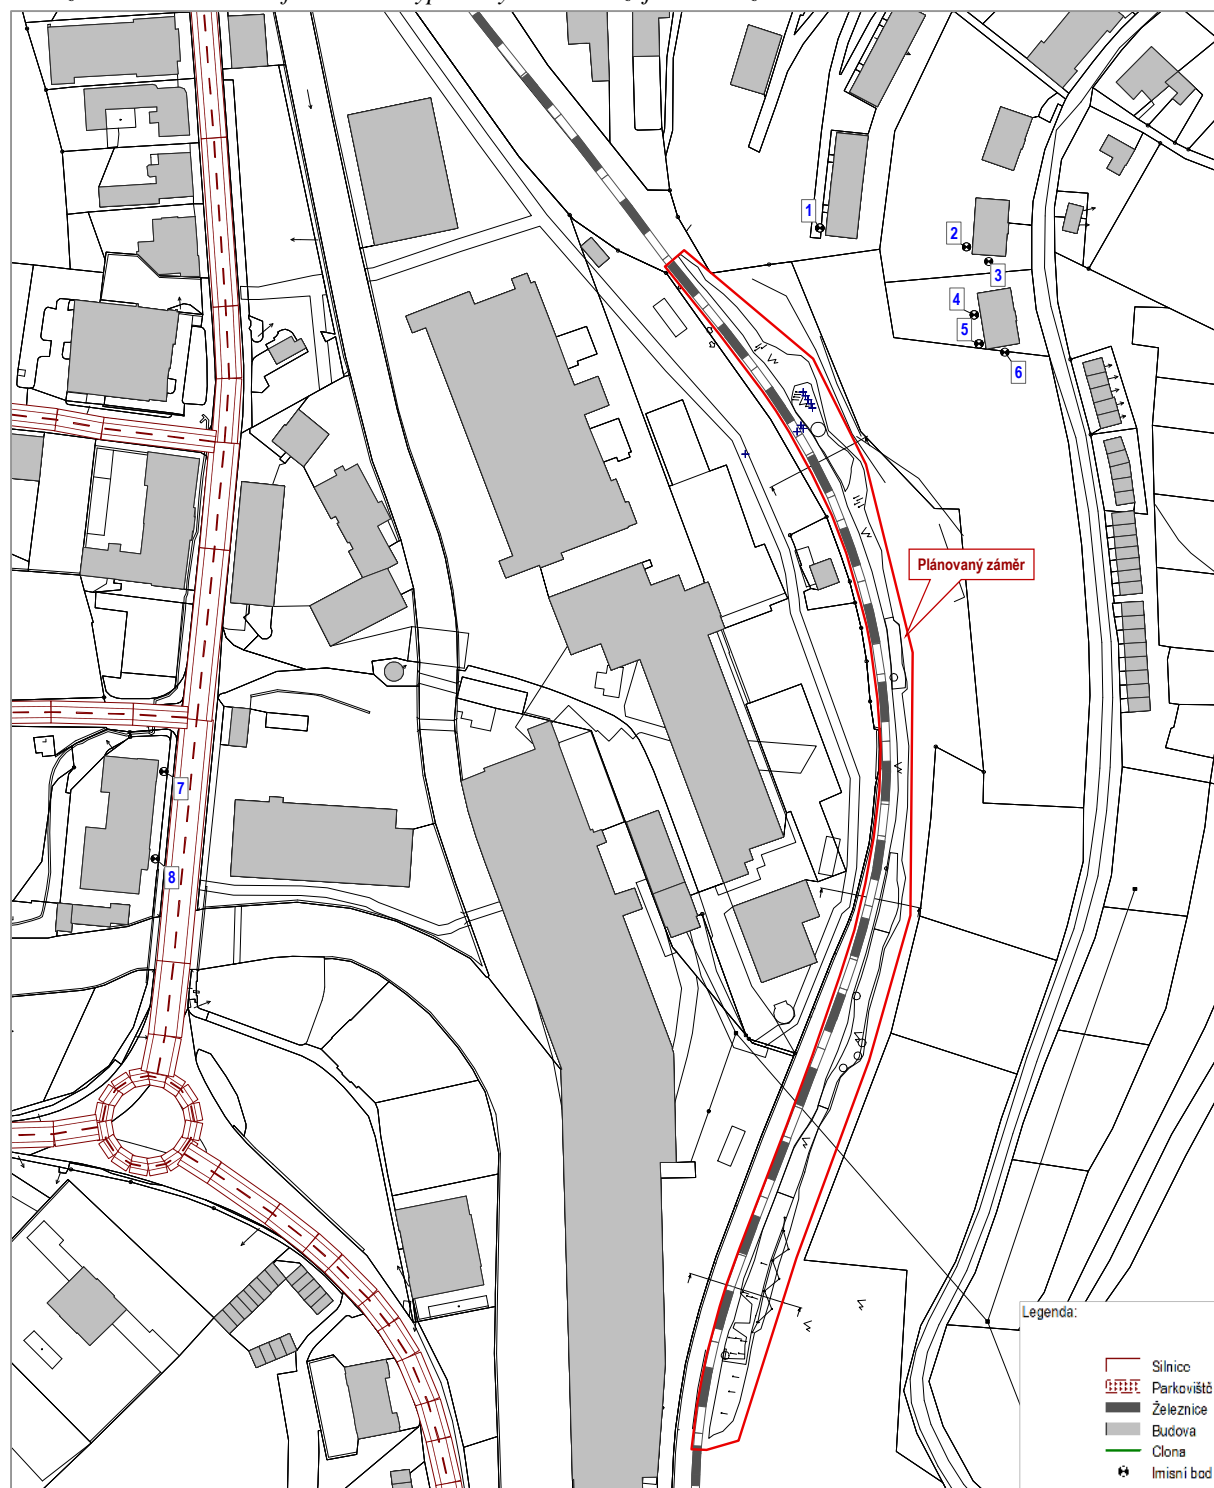 1
2
3
4
5
6
Plánovaný záměr
7
8
Legenda:
Silnice
Parkoviště
Železnice
Budova
Clona
Imisní bod